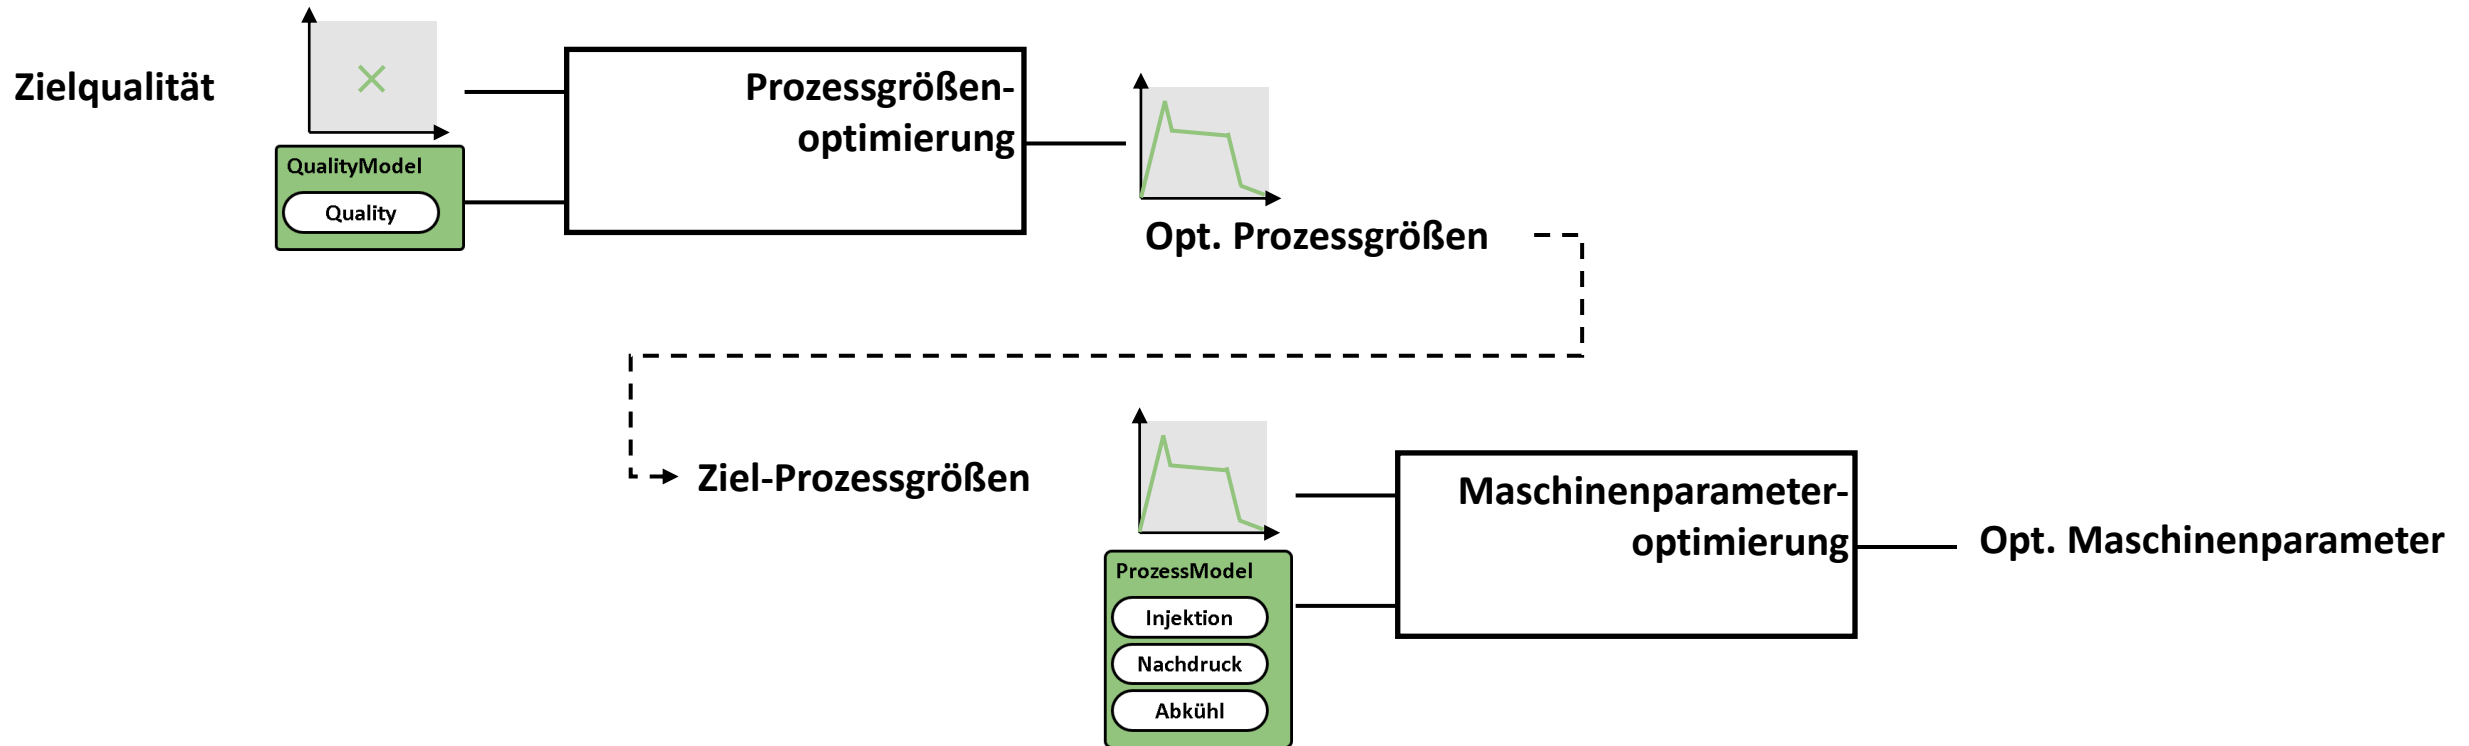 Zielqualität
QualityModel
Quality
Prozessgrößen-
optimierung
Opt. Prozessgrößen
Ziel-Prozessgrößen
ProzessModel
Injektion
Nachdruck
Abkühl
Maschinenparameter-
optimierung
Opt. Maschinenparameter